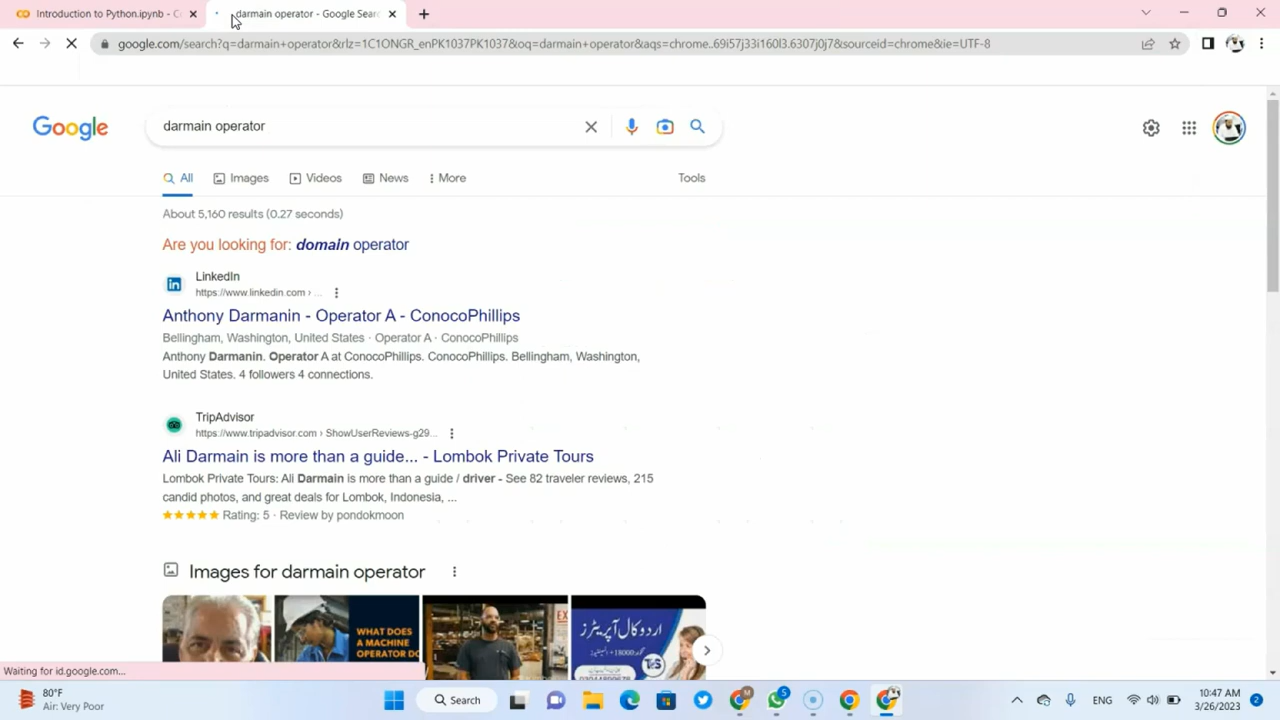 Introduction to Python.ipynb - C
darmain operator - Google Sear
google.com/search?q=darmain+operator&rlz=1C1ONGR_enPK1037PK1037&oq=darmain+operator&aqs=chrome..69i57j33i160l3.6307j0j7&sourceid=chrome&ie=UTF-8
Google
darmain operator
All
Images
Videos
News
More
Tools
About 5,160 results (0.27 seconds)
Are you looking for: domain operator
LinkedIn
https://www.linkedin.com › ...
Anthony Darmanin - Operator A - ConocoPhillips
Bellingham, Washington, United States · Operator A · ConocoPhillips
Anthony Darmanin. Operator A at ConocoPhillips. ConocoPhillips. Bellingham, Washington,
United States. 4 followers 4 connections.
TripAdvisor
https://www.tripadvisor.com › ShowUserReviews-g29...
Ali Darmain is more than a guide... - Lombok Private Tours
Lombok Private Tours: Ali Darmain is more than a guide / driver - See 82 traveler reviews, 215
candid photos, and great deals for Lombok, Indonesia, ...
Rating: 5 · Review by pondokmoon
Images for darmain operator
WHAT DOES
A MACHINE
OPERATOR DO
EX
اردو کال آپریٹرز
Waiting for id.google.com...
80°F
Air: Very Poor
Search
M
5
ENG
10:47 AM
3/26/2023
2